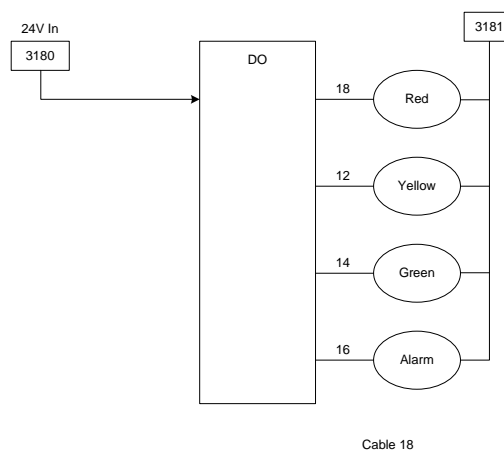 24V In
3180
3181
DO
18
Red
12
Yellow
14
Green
16
Alarm
Cable 18